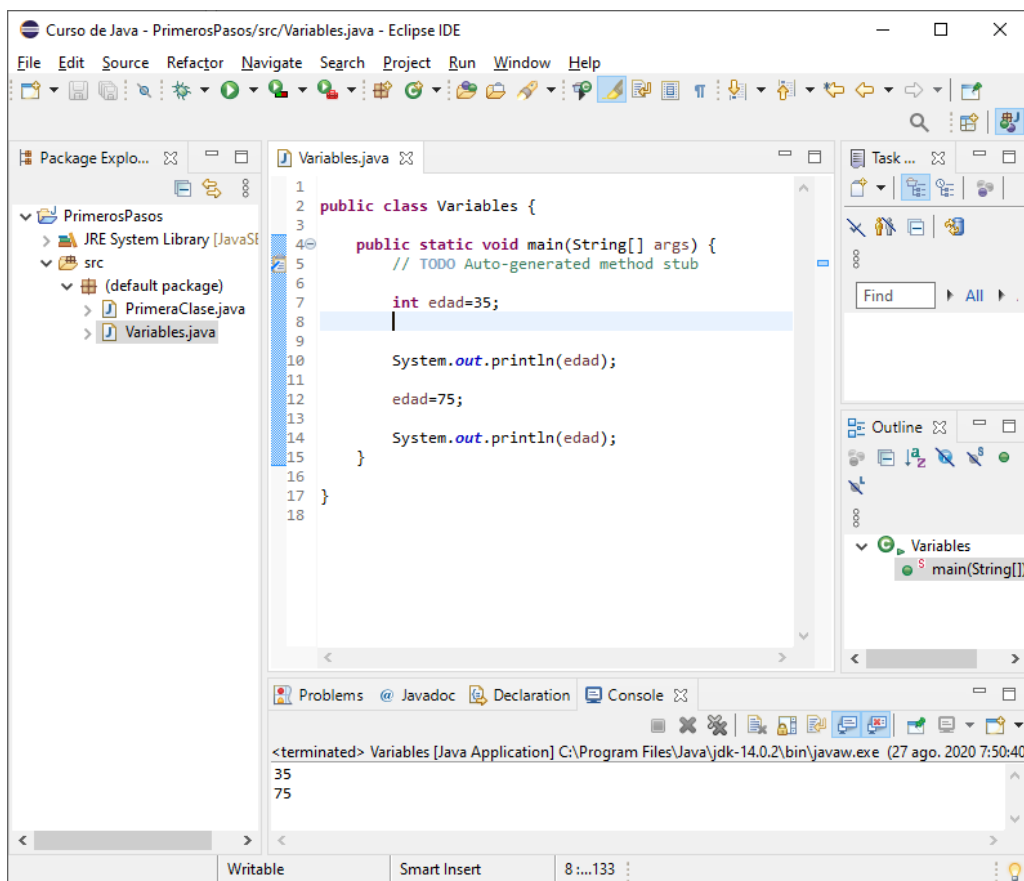 Curso de Java - PrimerosPasos/src/Variables.java - Eclipse IDE
File Edit Source Refactor Navigate Search Project Run Window Help
Package Explo...
PrimerosPasos
JRE System Library [JavaSE
src
(default package)
PrimeraClase.java
Variables.java
Variables.java
1
2 public class Variables {
3
4 public static void main(String[] args) {
5 // TODO Auto-generated method stub
6
7 int edad=35;
8
9
10 System.out.println(edad);
11
12 edad=75;
13
14 System.out.println(edad);
15 }
16
17 }
18
Task ...
Find All
Outline
Variables
main(String[])
Problems @ Javadoc Declaration Console
<terminated> Variables [Java Application] C:\Program Files\Java\jdk-14.0.2\bin\javaw.exe (27 ago. 2020 7:50:40
35
75
Writable Smart Insert 8 :...133